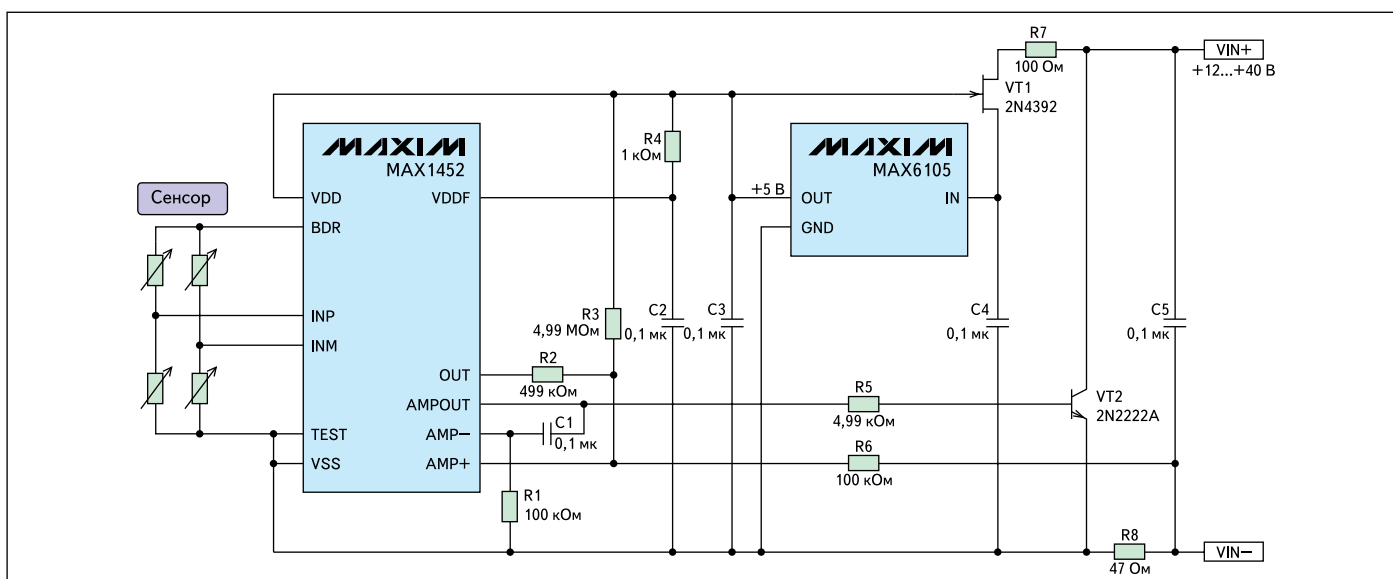 R7
100 Ом
VIN+
+12...+40 В
VT1
2N4392
MAXIM
MAX1452
R4
1 кОм
MAXIM
MAX6105
Сенсор
VDD
VDDF
+5 В
OUT
IN
BDR
GND
INP
INM
R3
4,99 МОм
C2
0,1 мк
C3
0,1 мк
C4
0,1 мк
C5
0,1 мк
OUT
R2
499 кОм
AMPOUT
R5
4,99 кОм
VT2
2N2222A
TEST
AMP−
C1
0,1 мк
VSS
AMP+
R6
100 кОм
R1
100 кОм
R8
47 Ом
VIN−